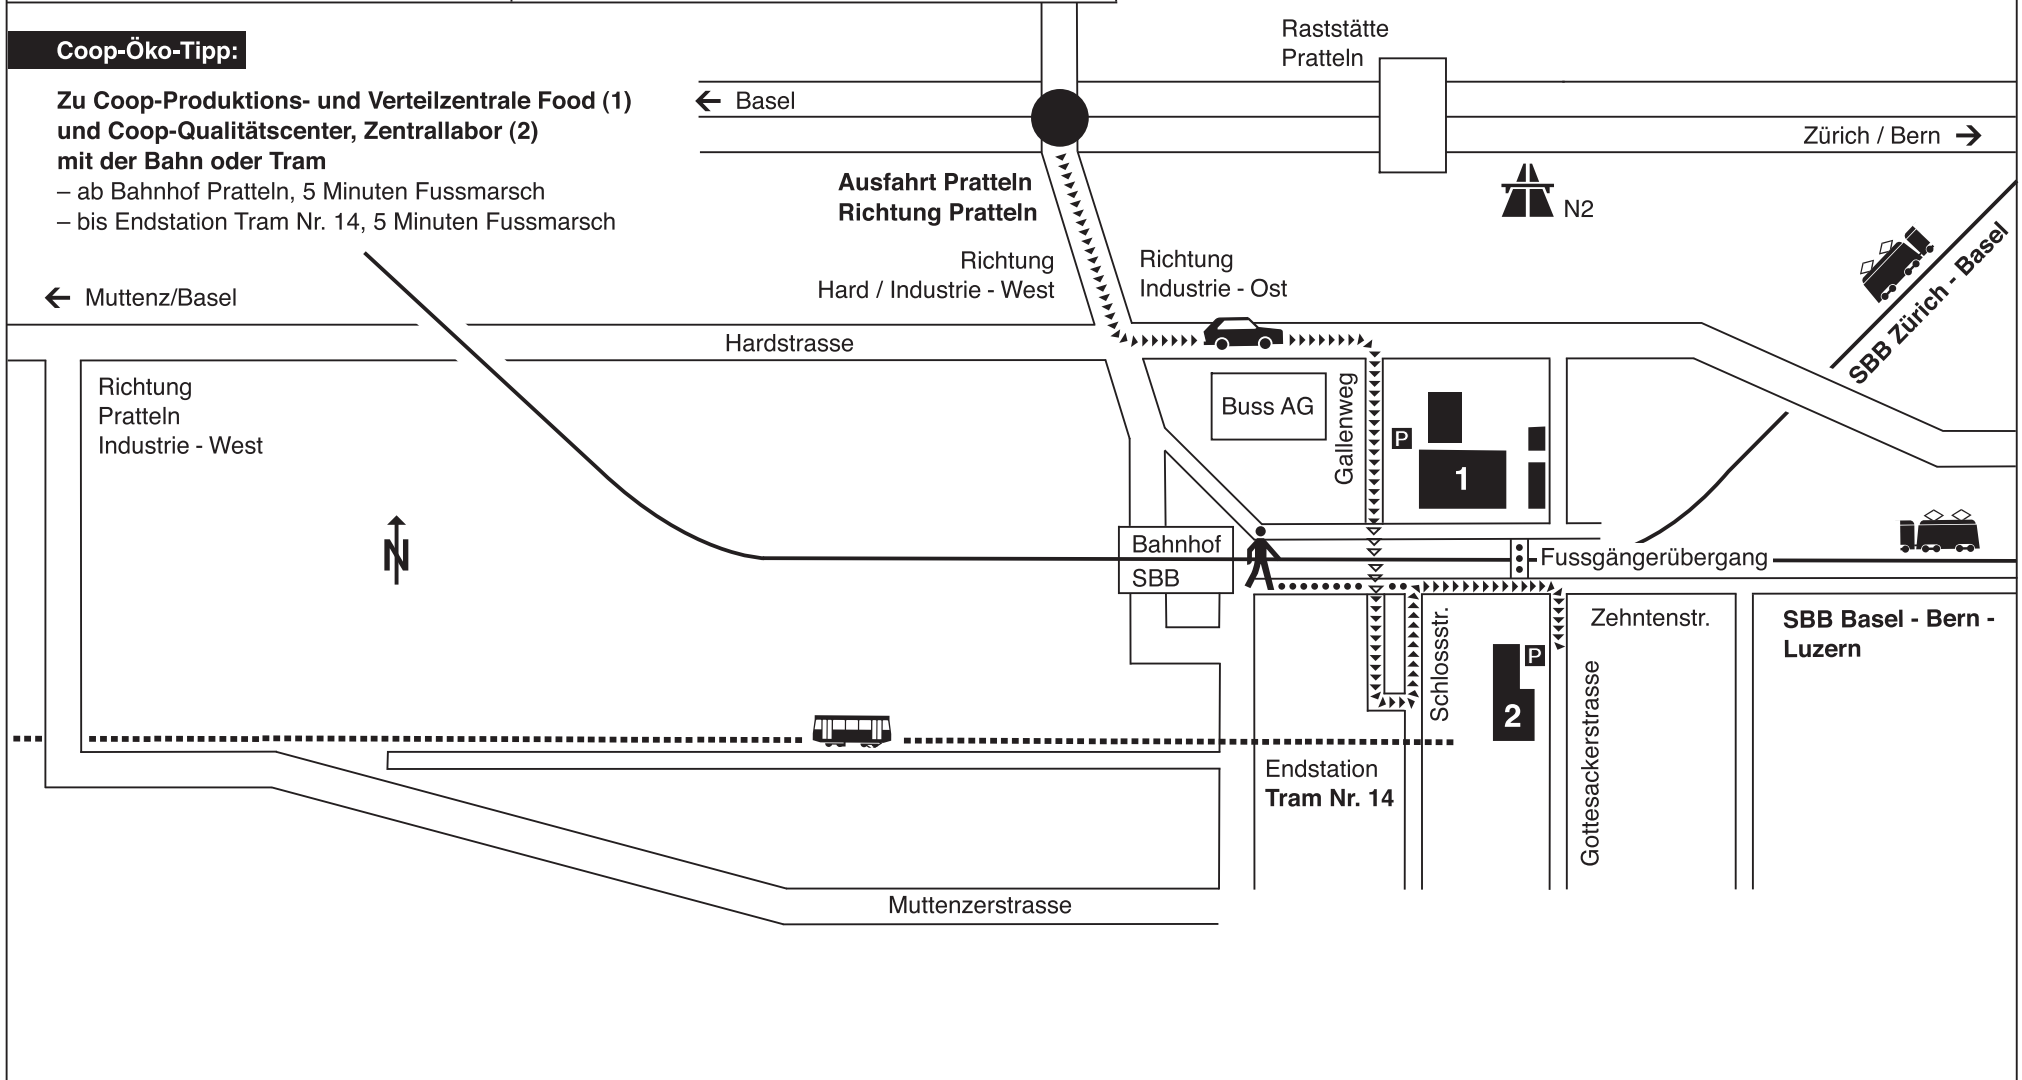 Coop-Öko-Tipp:
Zu Coop-Produktions- und Verteilzentrale Food (1)
und Coop-Qualitätscenter, Zentrallabor (2)
mit der Bahn oder Tram
– ab Bahnhof Pratteln, 5 Minuten Fussmarsch
– bis Endstation Tram Nr. 14, 5 Minuten Fussmarsch
Raststätte
Pratteln
Basel
Zürich / Bern
Ausfahrt Pratteln
Richtung Pratteln
N2
Richtung
Hard / Industrie - West
Richtung
Industrie - Ost
SBB Zürich - Basel
Muttenz/Basel
Hardstrasse
Richtung
Pratteln
Industrie - West
Buss AG
Gallenweg
P
1
N
Bahnhof
SBB
Fussgängerübergang
Zehntenstr.
SBB Basel - Bern -
Luzern
Schlossstr.
P
2
Gottesackerstrasse
Endstation
Tram Nr. 14
Muttenzerstrasse